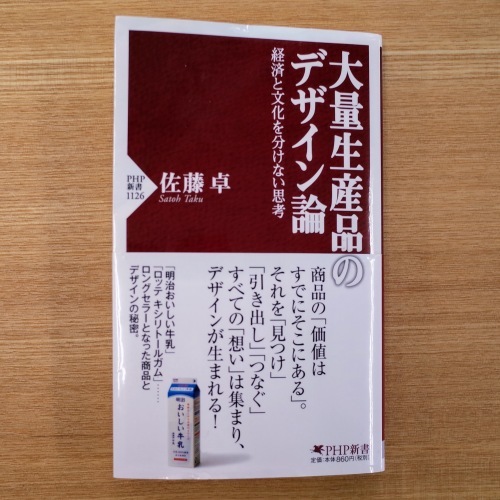 大量生産品の
デザイン論
経済と文化を分けない思考
佐藤 卓
Satoh Taku
PHP
新書
1126
商品の「価値は
すでにそこにある」。
それを「見つけ」
「引き出し」「つなぐ」
すべての「想い」は集まり、
デザインが生まれる!
「明治おいしい牛乳」
「ロッテ キシリトールガム」……
ロングセラーとなった商品と
デザインの秘密。
明治
おいしい牛乳
PHP新書
定価:本体860円(税別)